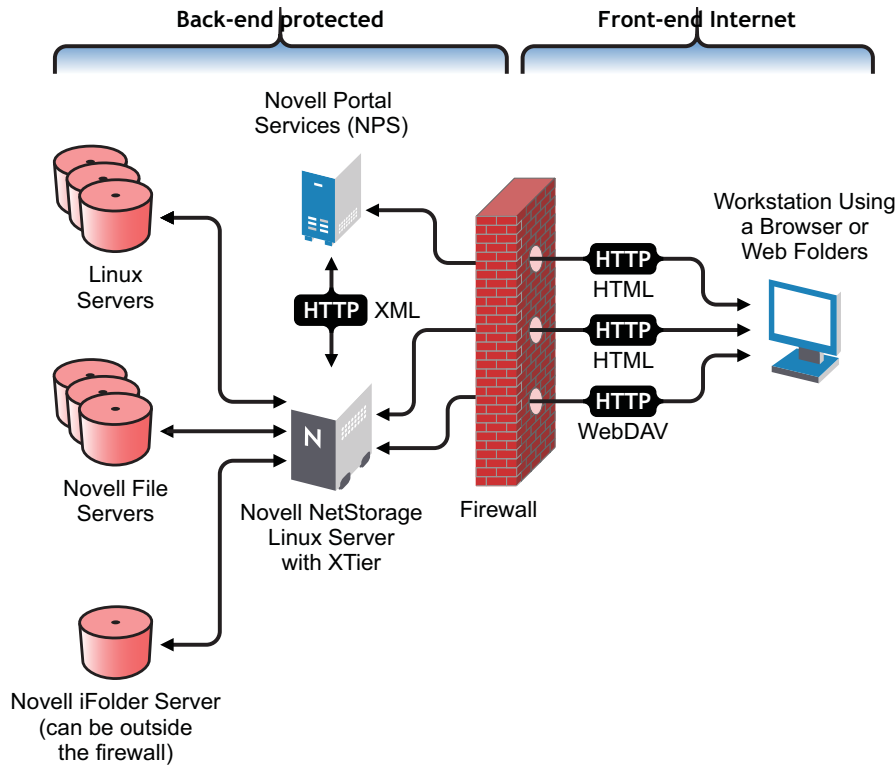 Back-end protected
Front-end Internet
Novell Portal
Services (NPS)
Workstation Using
a Browser or
Web Folders
Linux
Servers
HTTP
XML
HTTP
HTML
HTTP
HTML
HTTP
WebDAV
N
Novell File
Servers
Novell NetStorage
Linux Server
with XTier
Firewall
Novell iFolder Server
(can be outside
the firewall)